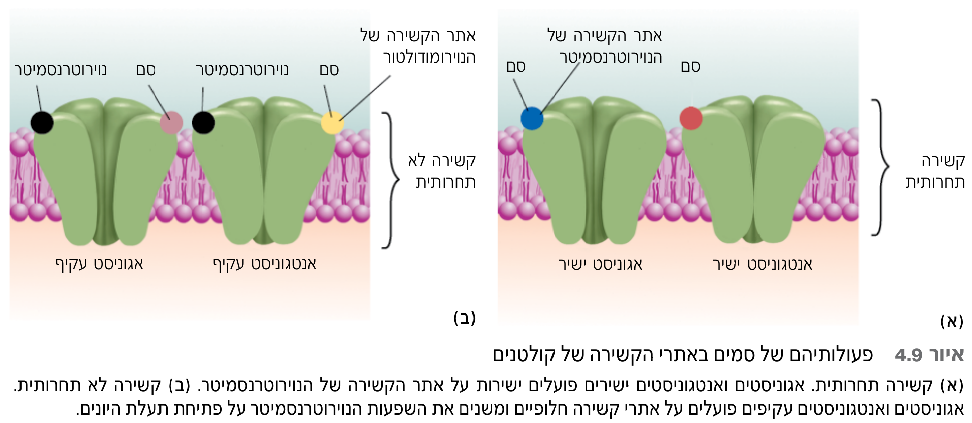 אתר הקשירה של
הנוירוטרנסמיטר
סם
סם
קשירה
תחרותית
אגוניסט ישיר
אנטגוניסט ישיר
(א)
אתר הקשירה של
הנוירומודולטור
נוירוטרנסמיטר
סם
נוירוטרנסמיטר
סם
קשירה לא
תחרותית
אגוניסט עקיף
אנטגוניסט עקיף
(ב)
איור 4.9 פעולותיהם של סמים באתרי הקשירה של קולטנים
(א) קשירה תחרותית. אגוניסטים ואנטגוניסטים ישירים פועלים ישירות על אתר הקשירה של הנוירוטרנסמיטר. (ב) קשירה לא תחרותית.
אגוניסטים ואנטגוניסטים עקיפים פועלים על אתרי קשירה חלופיים ומשנים את השפעות הנוירוטרנסמיטר על פתיחת תעלת היונים.